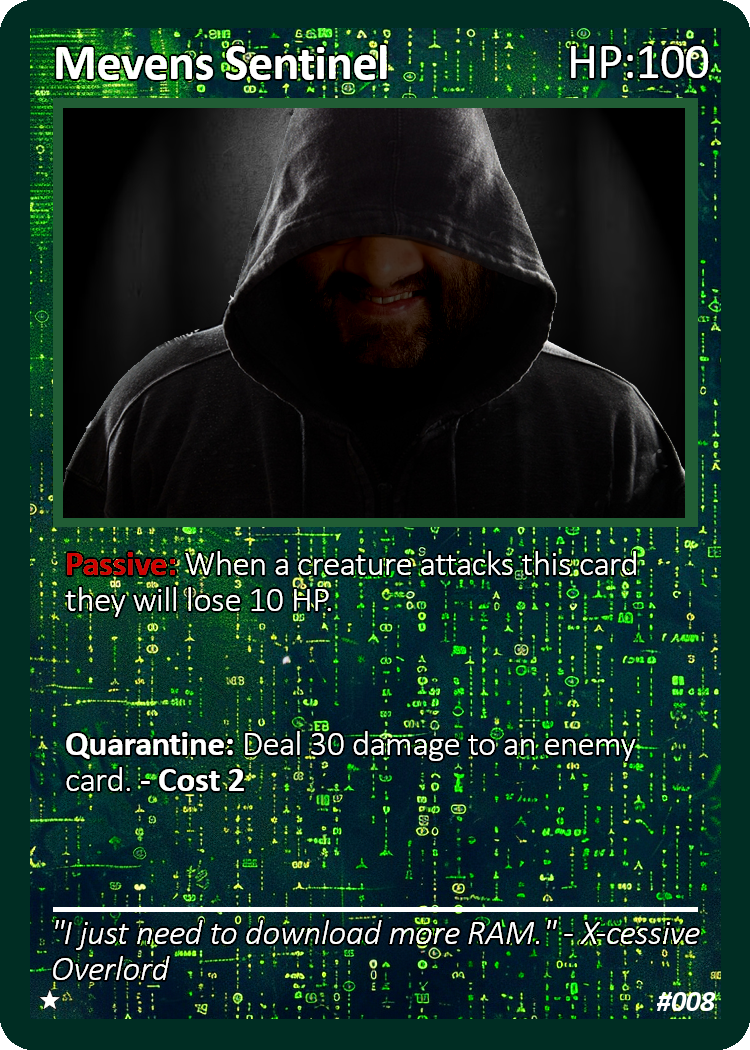 Mevens Sentinel HP:100
Passive: When a creature attacks this card
they will lose 10 HP.
Quarantine: Deal 30 damage to an enemy
card. - Cost 2
"I just need to download more RAM." - X-cessive
Overlord
#008